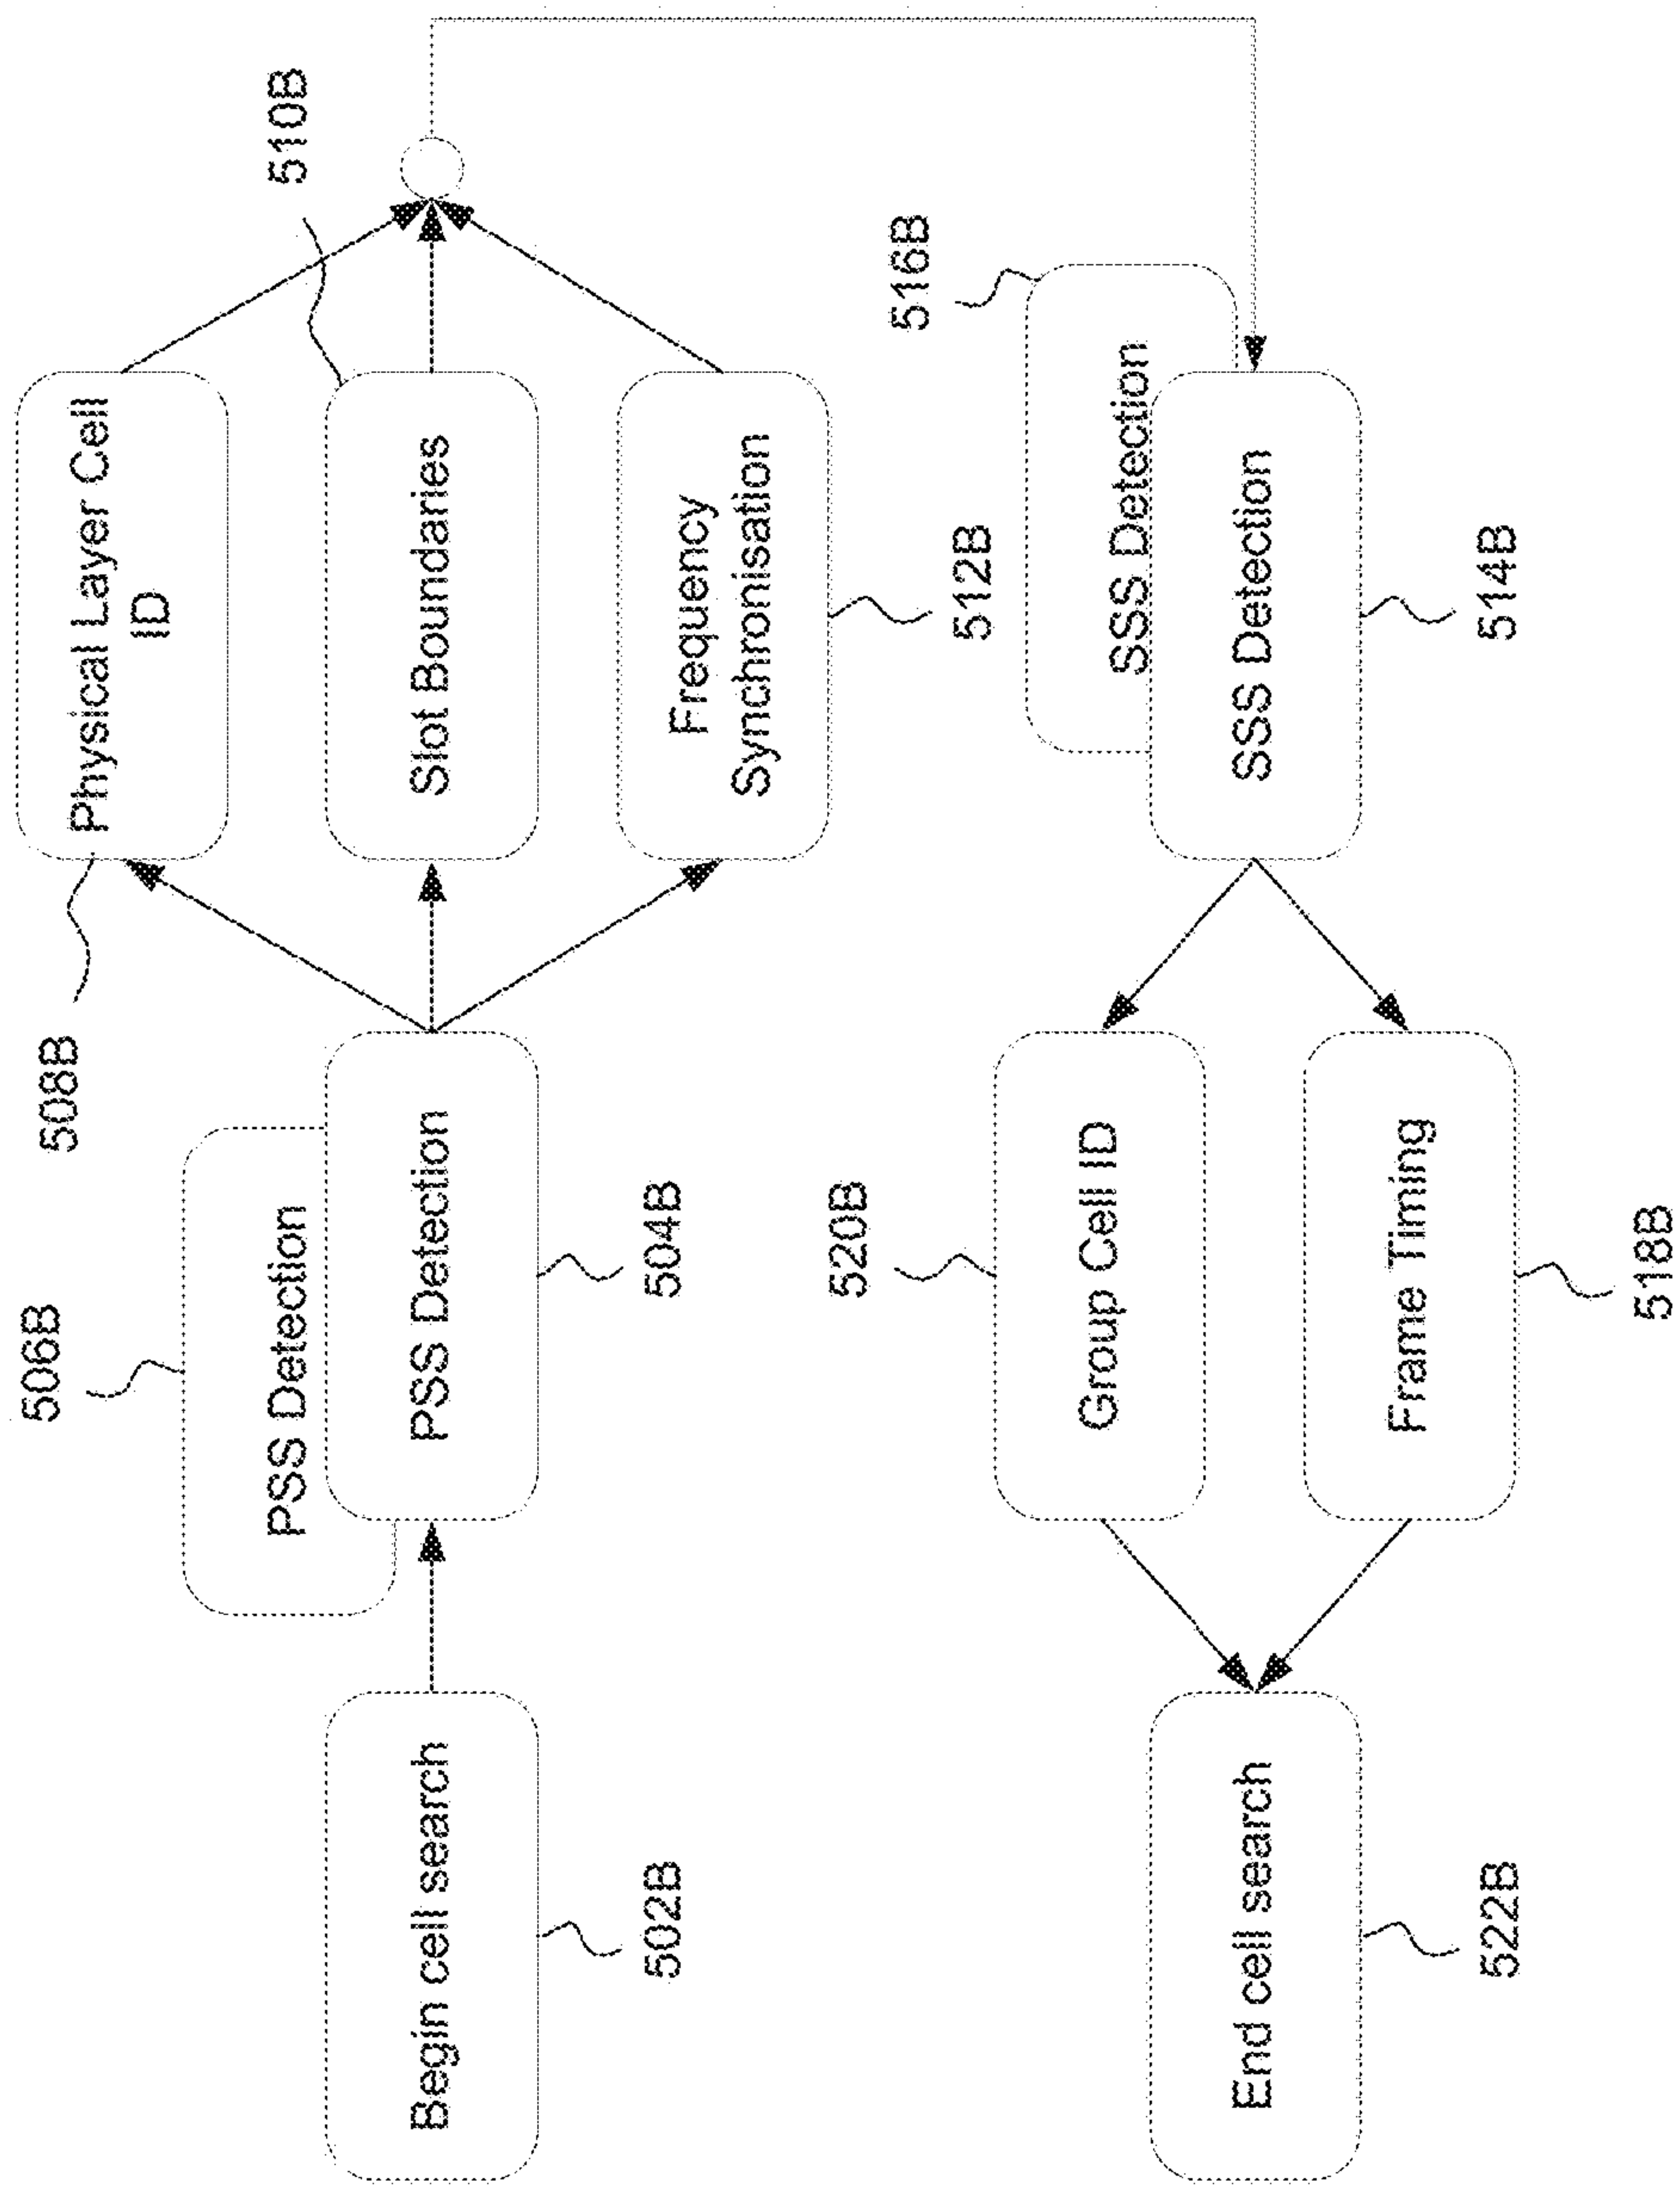 506B
508B
510B
PSS Detection
Physical Layer Cell
ID
Begin cell search
PSS Detection
Slot Boundaries
502B
504B
Frequency
Synchronisation
512B
516B
520B
SSS Detection
End cell search
Group Cell ID
SSS Detection
Frame Timing
522B
518B
514B